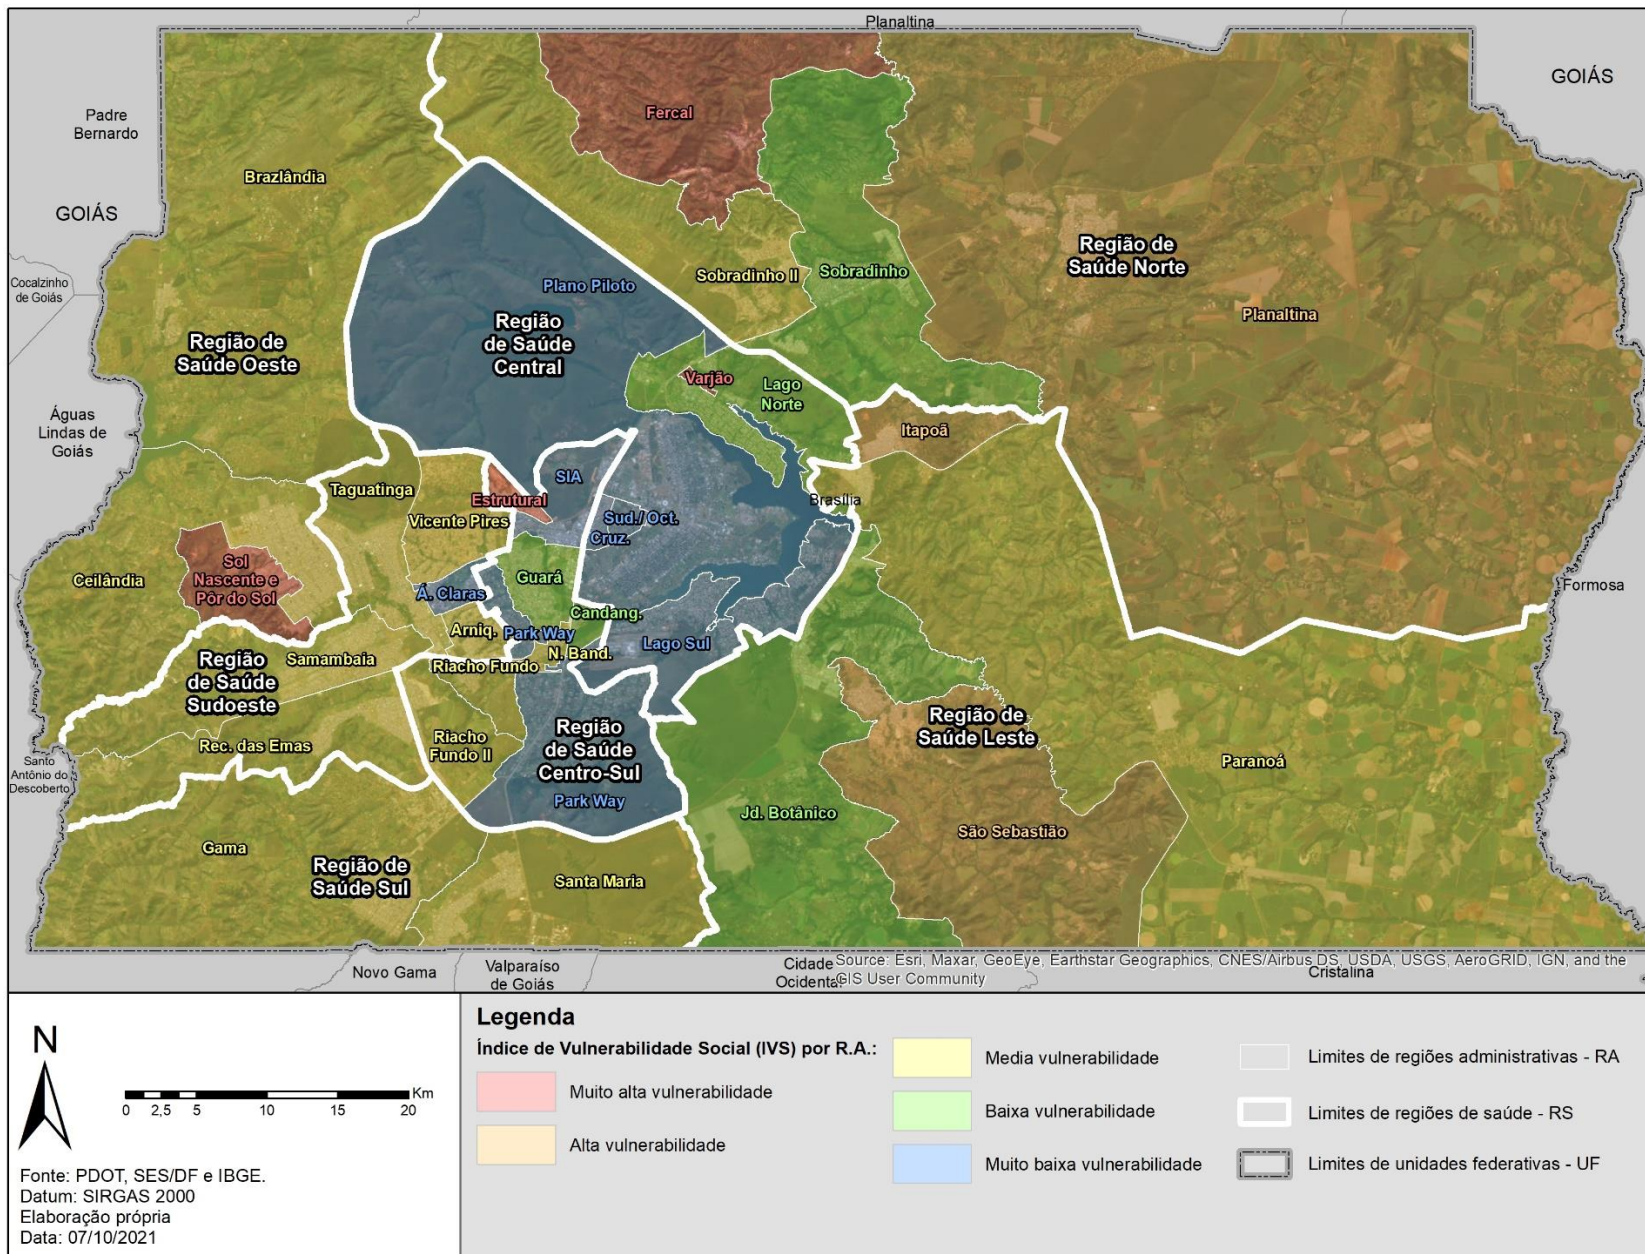 Planaltina
GOIÁS
Padre
Bernardo
Fercal
Brazlândia
GOIÁS
Região de
Saúde Norte
Sobradinho II
Sobradinho
Cocalzinho
de Goiás
Plano Piloto
Planaltina
Região
de Saúde
Central
Região de
Saúde Oeste
Varjão
Lago
Norte
Águas
Lindas de
Goiás
Itapoã
Taguatinga
SIA
Estrutural
Brasília
Vicente Pires
Sud./ Oct.
Cruz.
Ceilândia
Sol
Nascente e
Pôr do Sol
Guará
Á. Claras
Formosa
Candang.
Arniq.
Park Way
Lago Sul
N. Band.
Samambaia
Riacho Fundo
Região
de Saúde
Sudoeste
Região
de Saúde
Centro-Sul
Região de
Saúde Leste
Rec. das Emas
Riacho
Fundo II
Santo
Antônio do
Descoberto
Paranoá
Park Way
Jd. Botânico
São Sebastião
Gama
Região de
Saúde Sul
Santa Maria
Novo Gama
Valparaíso
de Goiás
Cidade
Ocidental
Cristalina
Source: Esri, Maxar, GeoEye, Earthstar Geographics, CNES/Airbus DS, USDA, USGS, AeroGRID, IGN, and the
GIS User Community
N
Km
0 2,5 5 10 15 20
Fonte: PDOT, SES/DF e IBGE.
Datum: SIRGAS 2000
Elaboração própria
Data: 07/10/2021
Legenda
Índice de Vulnerabilidade Social (IVS) por R.A.:
Muito alta vulnerabilidade
Alta vulnerabilidade
Media vulnerabilidade
Baixa vulnerabilidade
Muito baixa vulnerabilidade
Limites de regiões administrativas - RA
Limites de regiões de saúde - RS
Limites de unidades federativas - UF